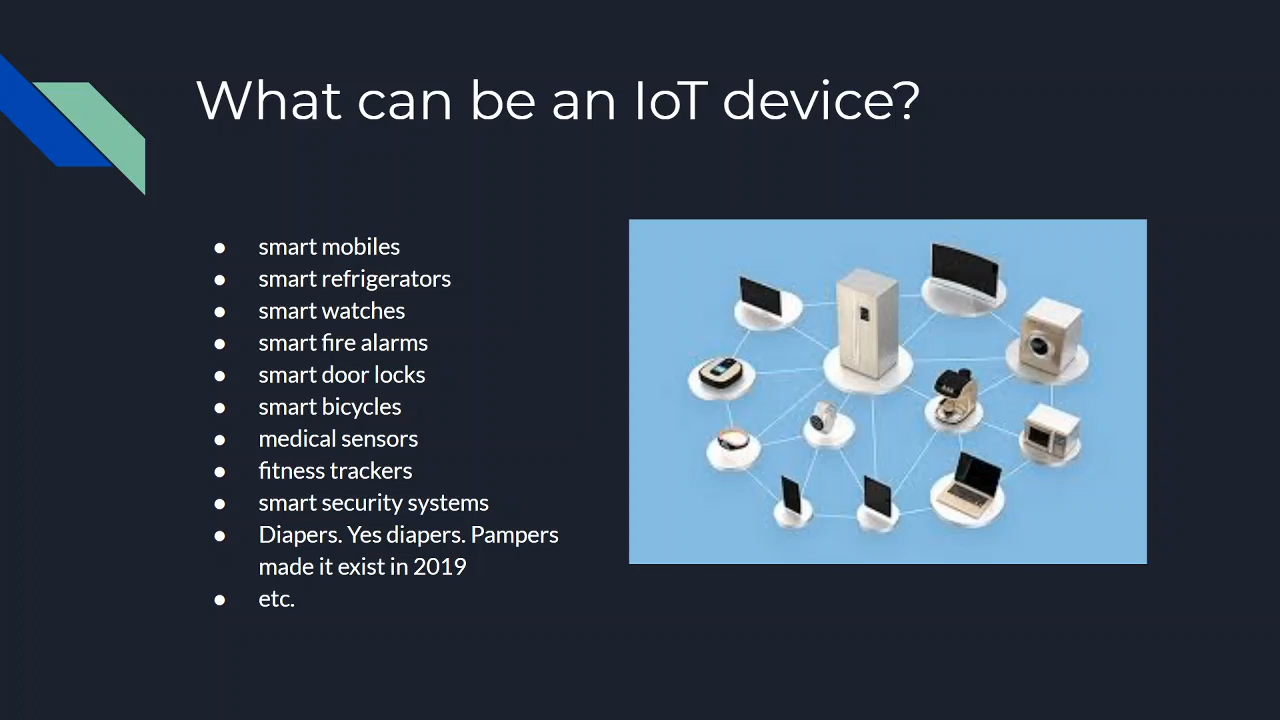 What can be an IoT device?
● smart mobiles
● smart refrigerators
● smart watches
● smart fire alarms
● smart door locks
● smart bicycles
● medical sensors
● fitness trackers
● smart security systems
● Diapers. Yes diapers. Pampers
made it exist in 2019
● etc.